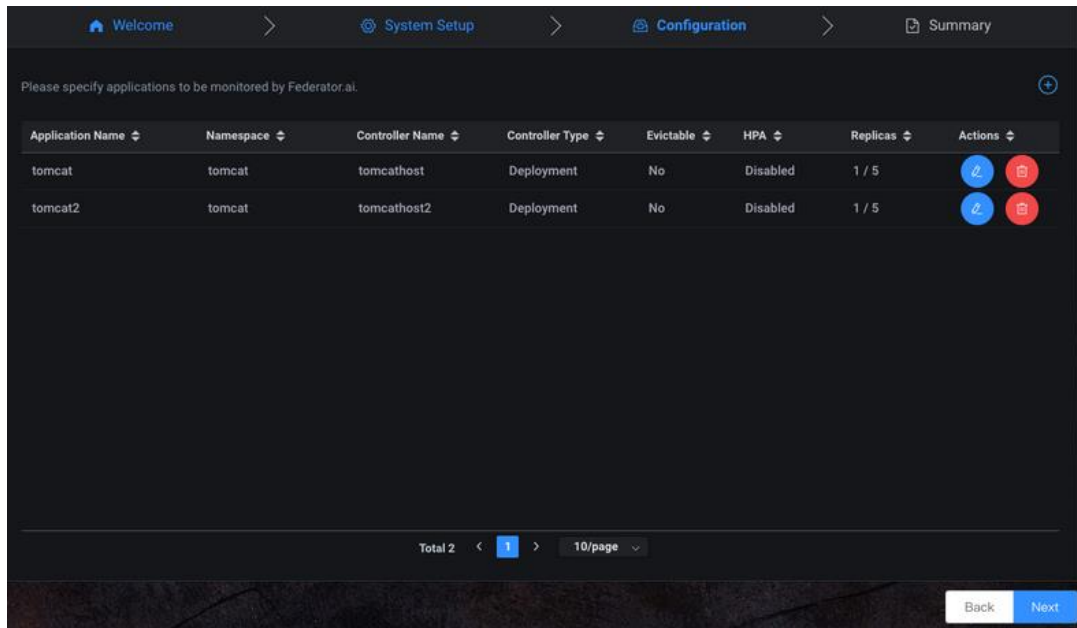 Welcome System Setup Configuration Summary
Please specify applications to be monitored by Federator.ai.
Application Name Namespace Controller Name Controller Type Evictable HPA Replicas Actions
tomcat tomcat tomcathost Deployment No Disabled 1 / 5
tomcat2 tomcat tomcathost2 Deployment No Disabled 1 / 5
Total 2 1 10/page
Back Next